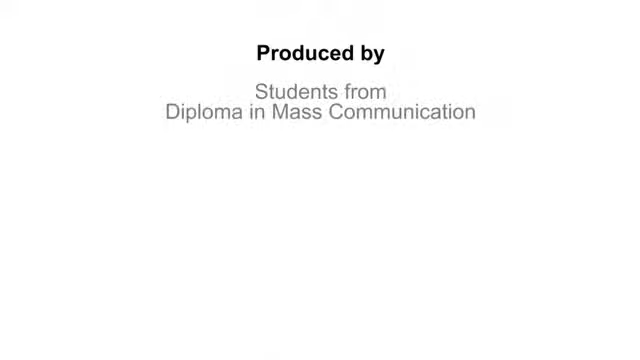 Produced by
Students from
Diploma in Mass Communication